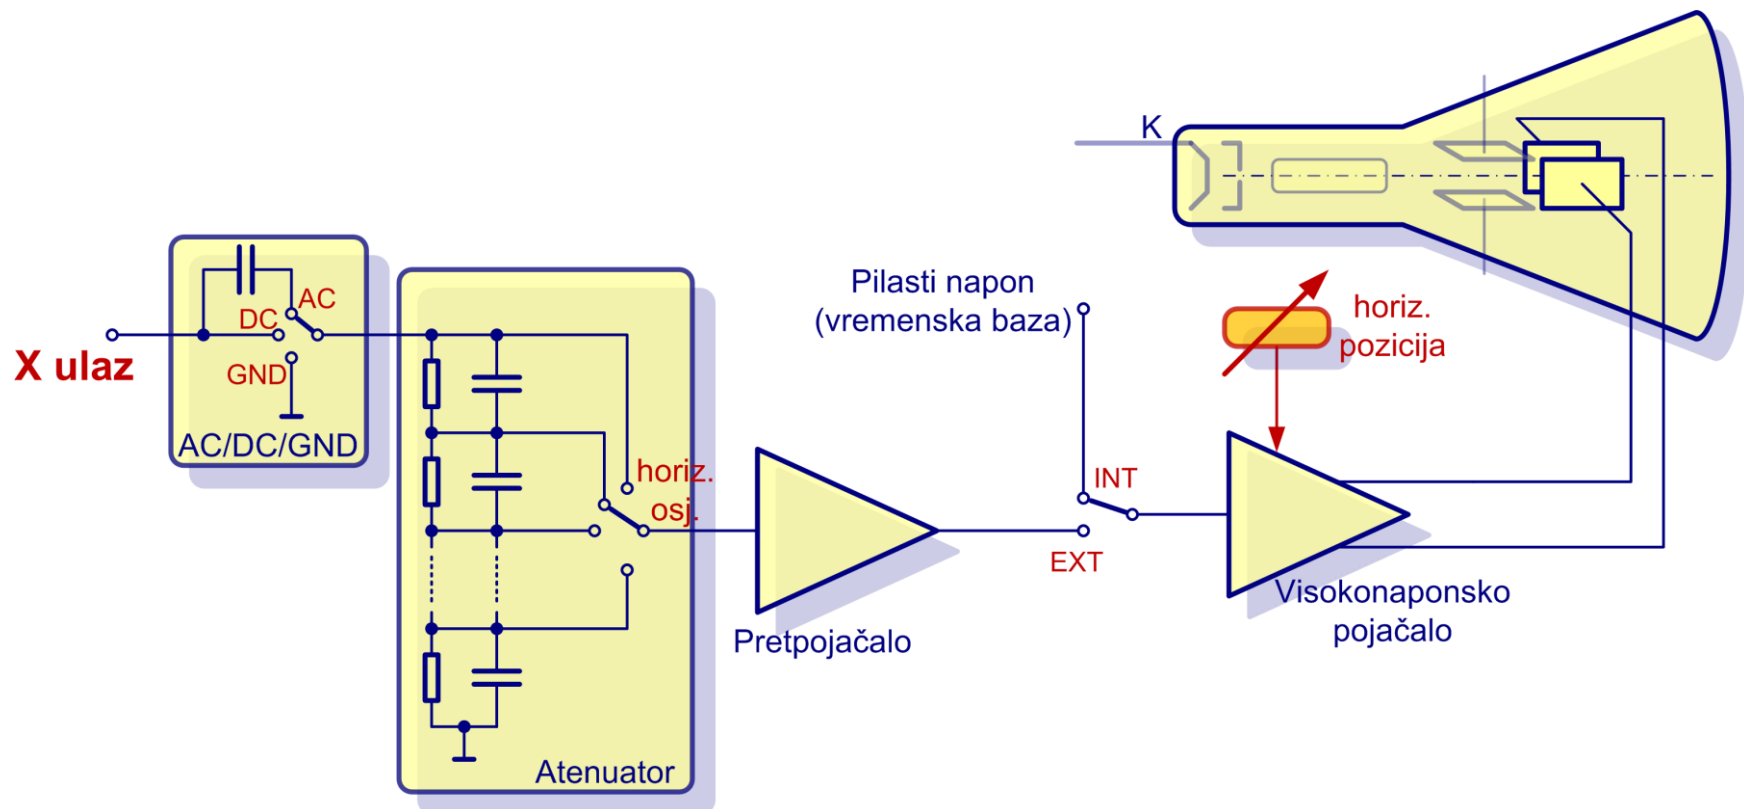 K
Pilasti napon
(vremenska baza)
horiz.
pozicija
X ulaz
AC
DC
GND
AC/DC/GND
horiz.
osj.
INT
EXT
Pretpojačalo
Visokonaponsko
pojačalo
Atenuator